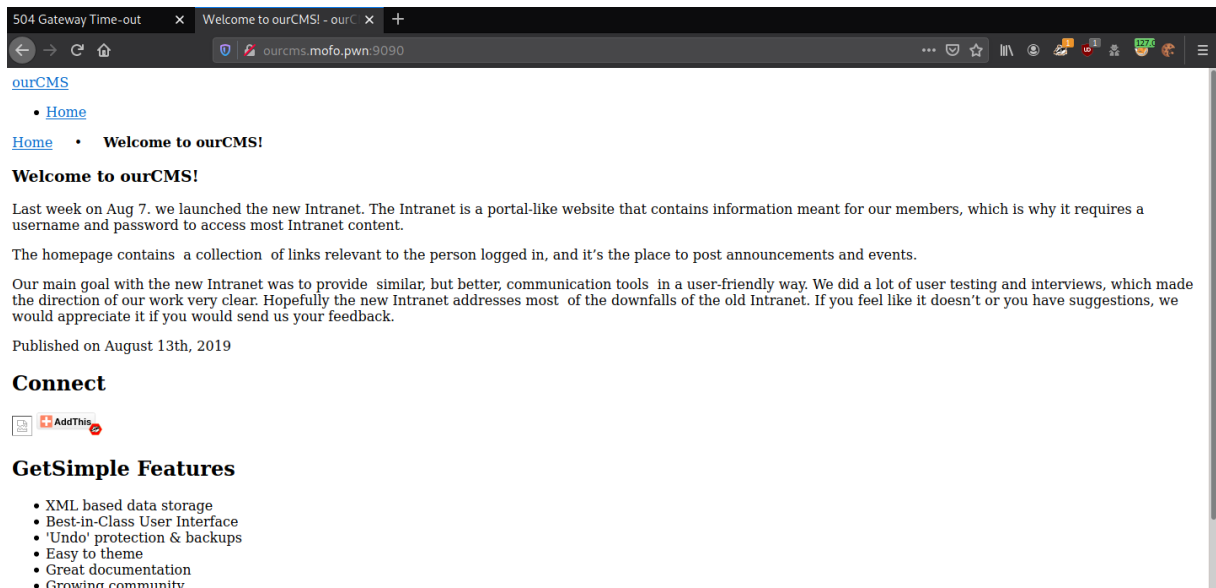 504 Gateway Time-out
Welcome to ourCMS! - ourC
ourcms.mofo.pwn:9090
1
1
127.0
ourCMS
• Home
Home • Welcome to ourCMS!
Welcome to ourCMS!
Last week on Aug 7. we launched the new Intranet. The Intranet is a portal-like website that contains information meant for our members, which is why it requires a
username and password to access most Intranet content.
The homepage contains a collection of links relevant to the person logged in, and it’s the place to post announcements and events.
Our main goal with the new Intranet was to provide similar, but better, communication tools in a user-friendly way. We did a lot of user testing and interviews, which made
the direction of our work very clear. Hopefully the new Intranet addresses most of the downfalls of the old Intranet. If you feel like it doesn’t or you have suggestions, we
would appreciate it if you would send us your feedback.
Published on August 13th, 2019
Connect
AddThis
GetSimple Features
• XML based data storage
• Best-in-Class User Interface
• 'Undo' protection & backups
• Easy to theme
• Great documentation
• Growing community